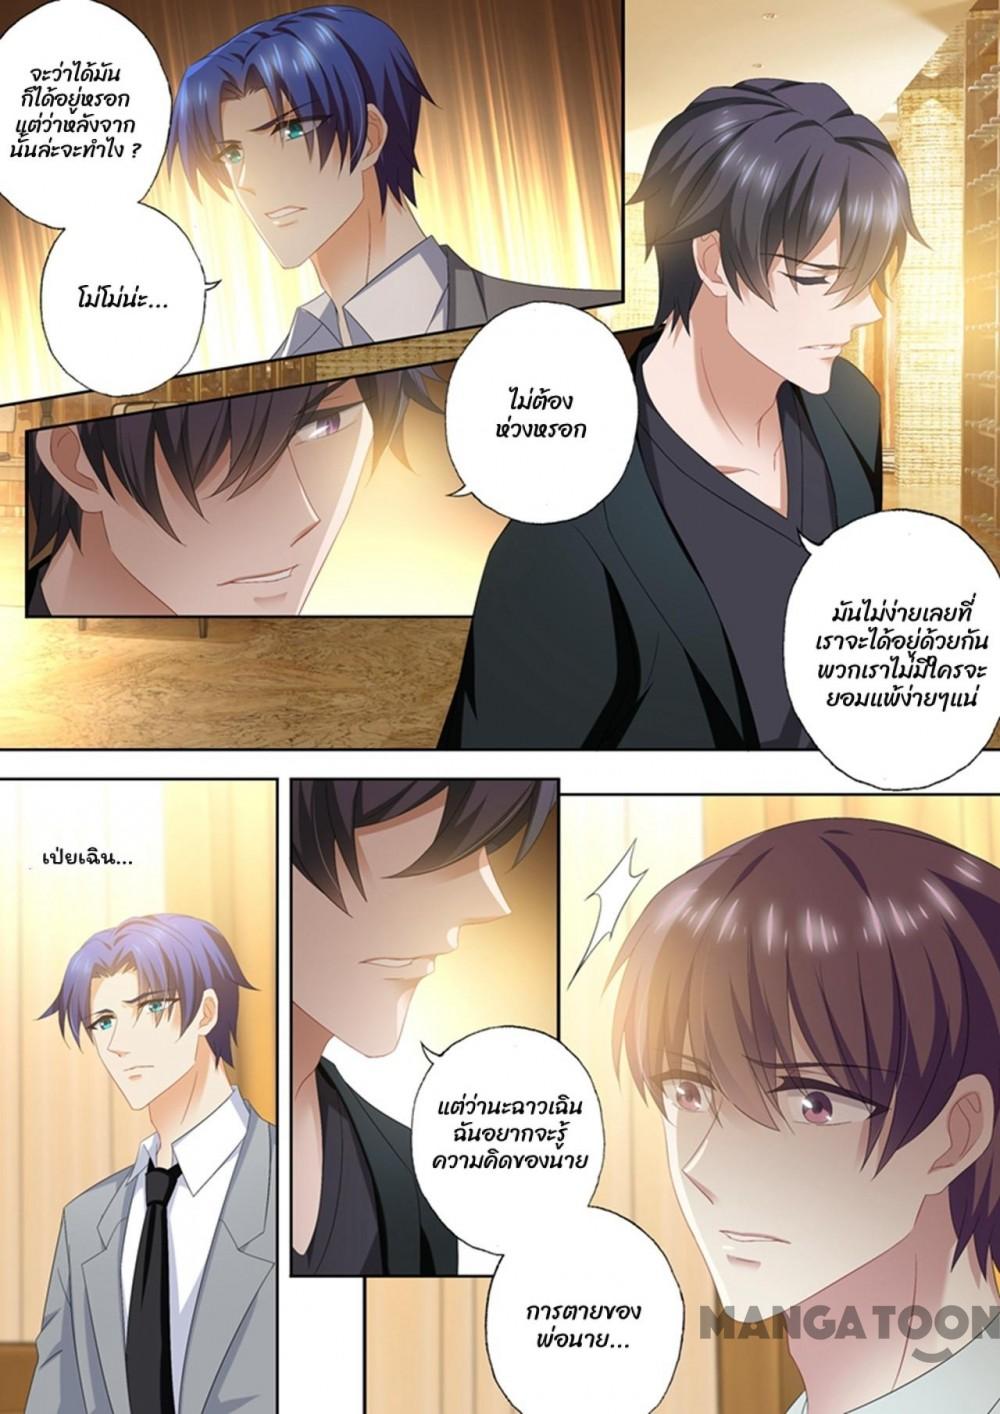 จะว่าได้มัน
ก็ได้อยู่หรอก
แต่ว่าหลังจาก
นั้นล่ะจะทำไง ?
โม่โม่น่ะ...
ไม่ต้อง
ห่วงหรอก
มันไม่ง่ายเลยที่
เราจะได้อยู่ด้วยกัน
พวกเราไม่มีใครจะ
ยอมแพ้ง่ายๆแน่
เป่ยเฉิน...
แต่ว่านะฉาวเฉิน
ฉันอยากจะรู้
ความคิดของนาย
การตายของ
พ่อนาย...
MANGATOON